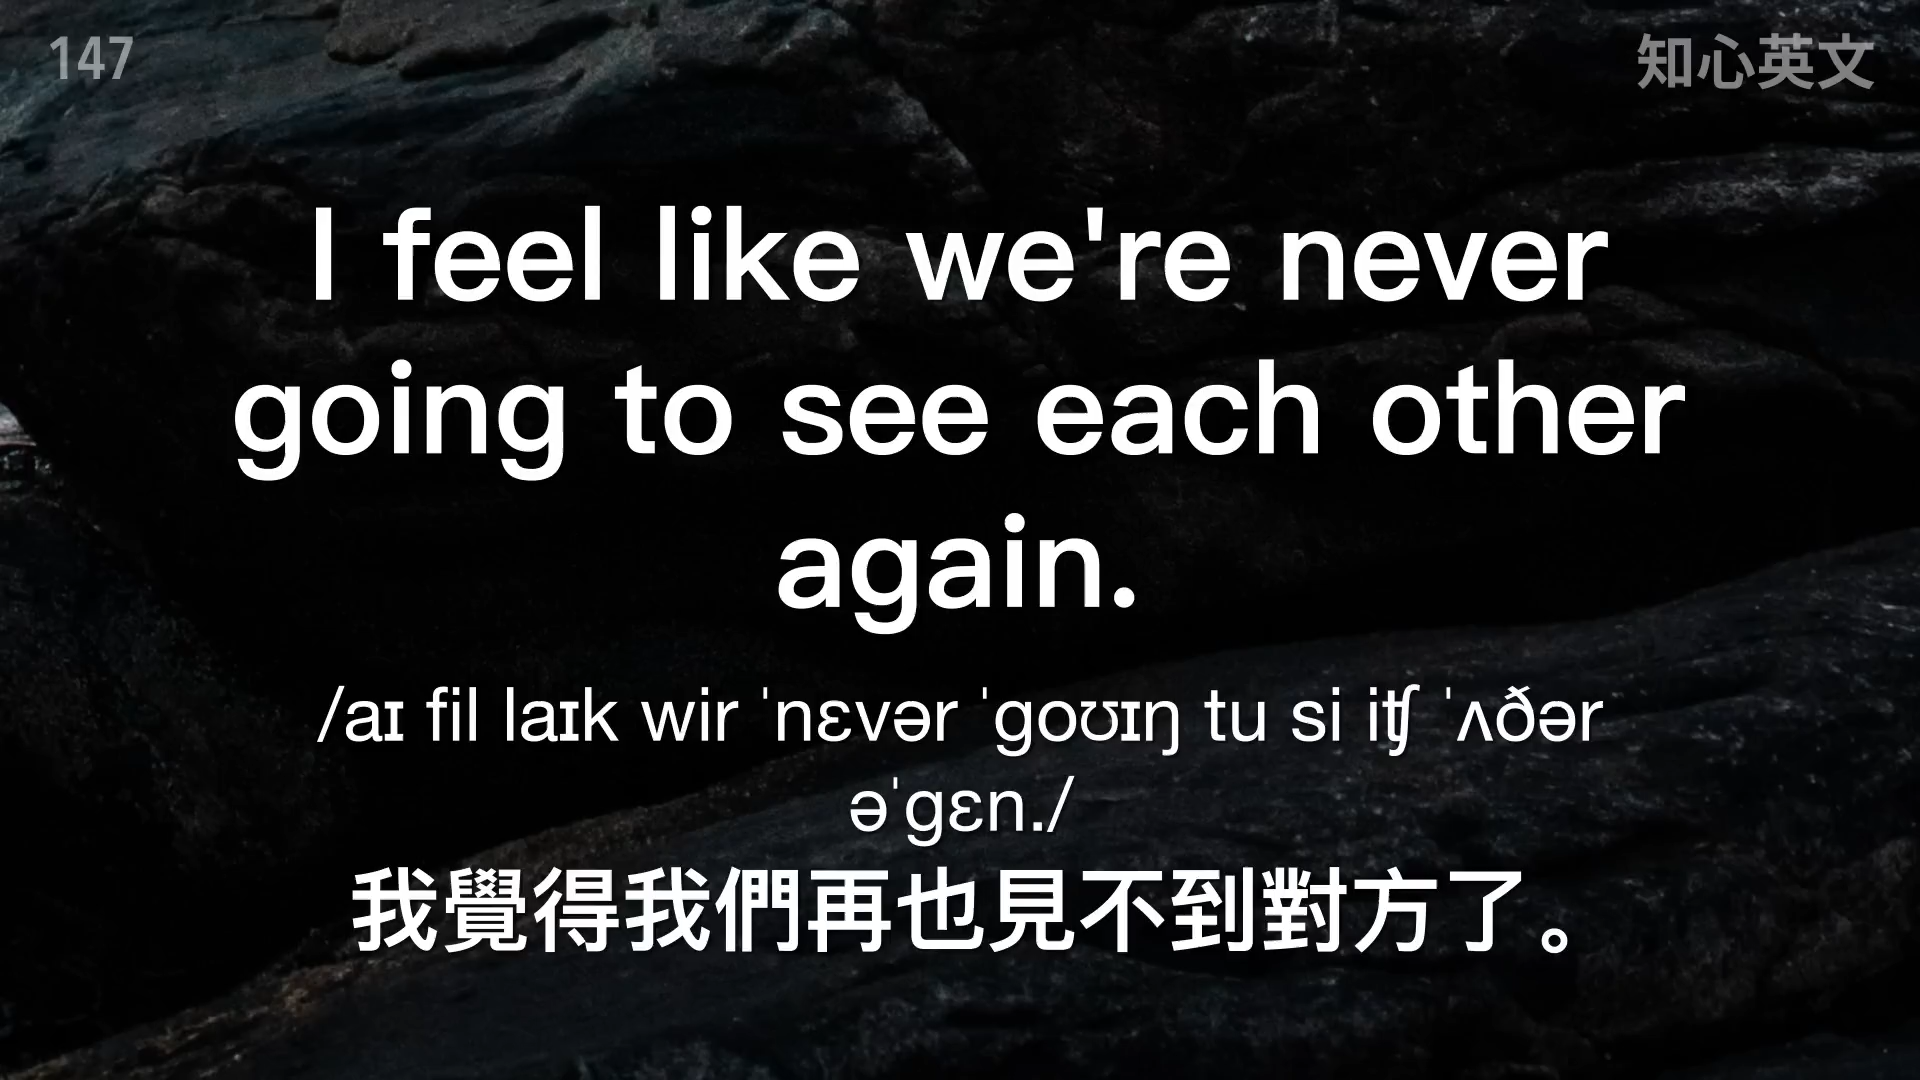 147
知心英文
I feel like we're never
going to see each other
again.
/aɪ fil laɪk wir ˈnɛvər ˈgoʊɪŋ tu si iʧ ˈʌðər
əˈgɛn./
我覺得我們再也見不到對方了。